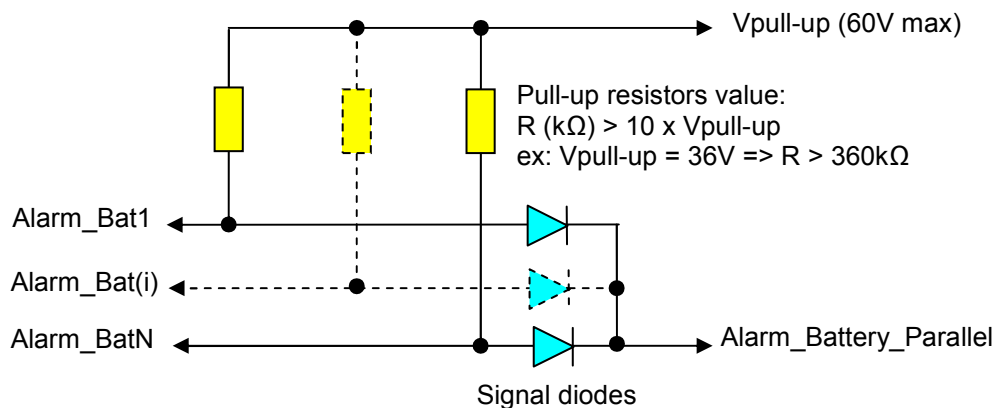 Vpull-up (60V max)
Pull-up resistors value:
R (kΩ) > 10 x Vpull-up
ex: Vpull-up = 36V => R > 360kΩ
Alarm_Bat1
Alarm_Bat(i)
Alarm_BatN
Alarm_Battery_Parallel
Signal diodes